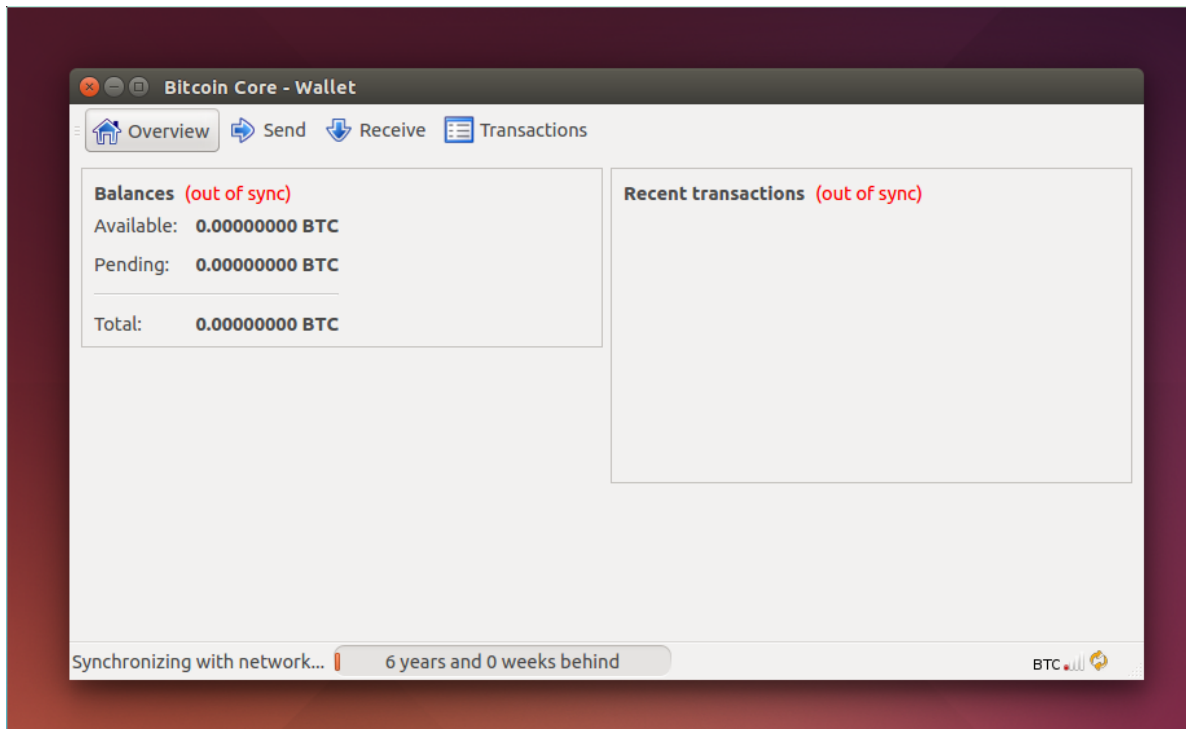 Bitcoin Core - Wallet
Overview Send Receive Transactions
Balances (out of sync)
Available: 0.00000000 BTC
Pending: 0.00000000 BTC
Total: 0.00000000 BTC
Recent transactions (out of sync)
Synchronizing with network... 6 years and 0 weeks behind BTC